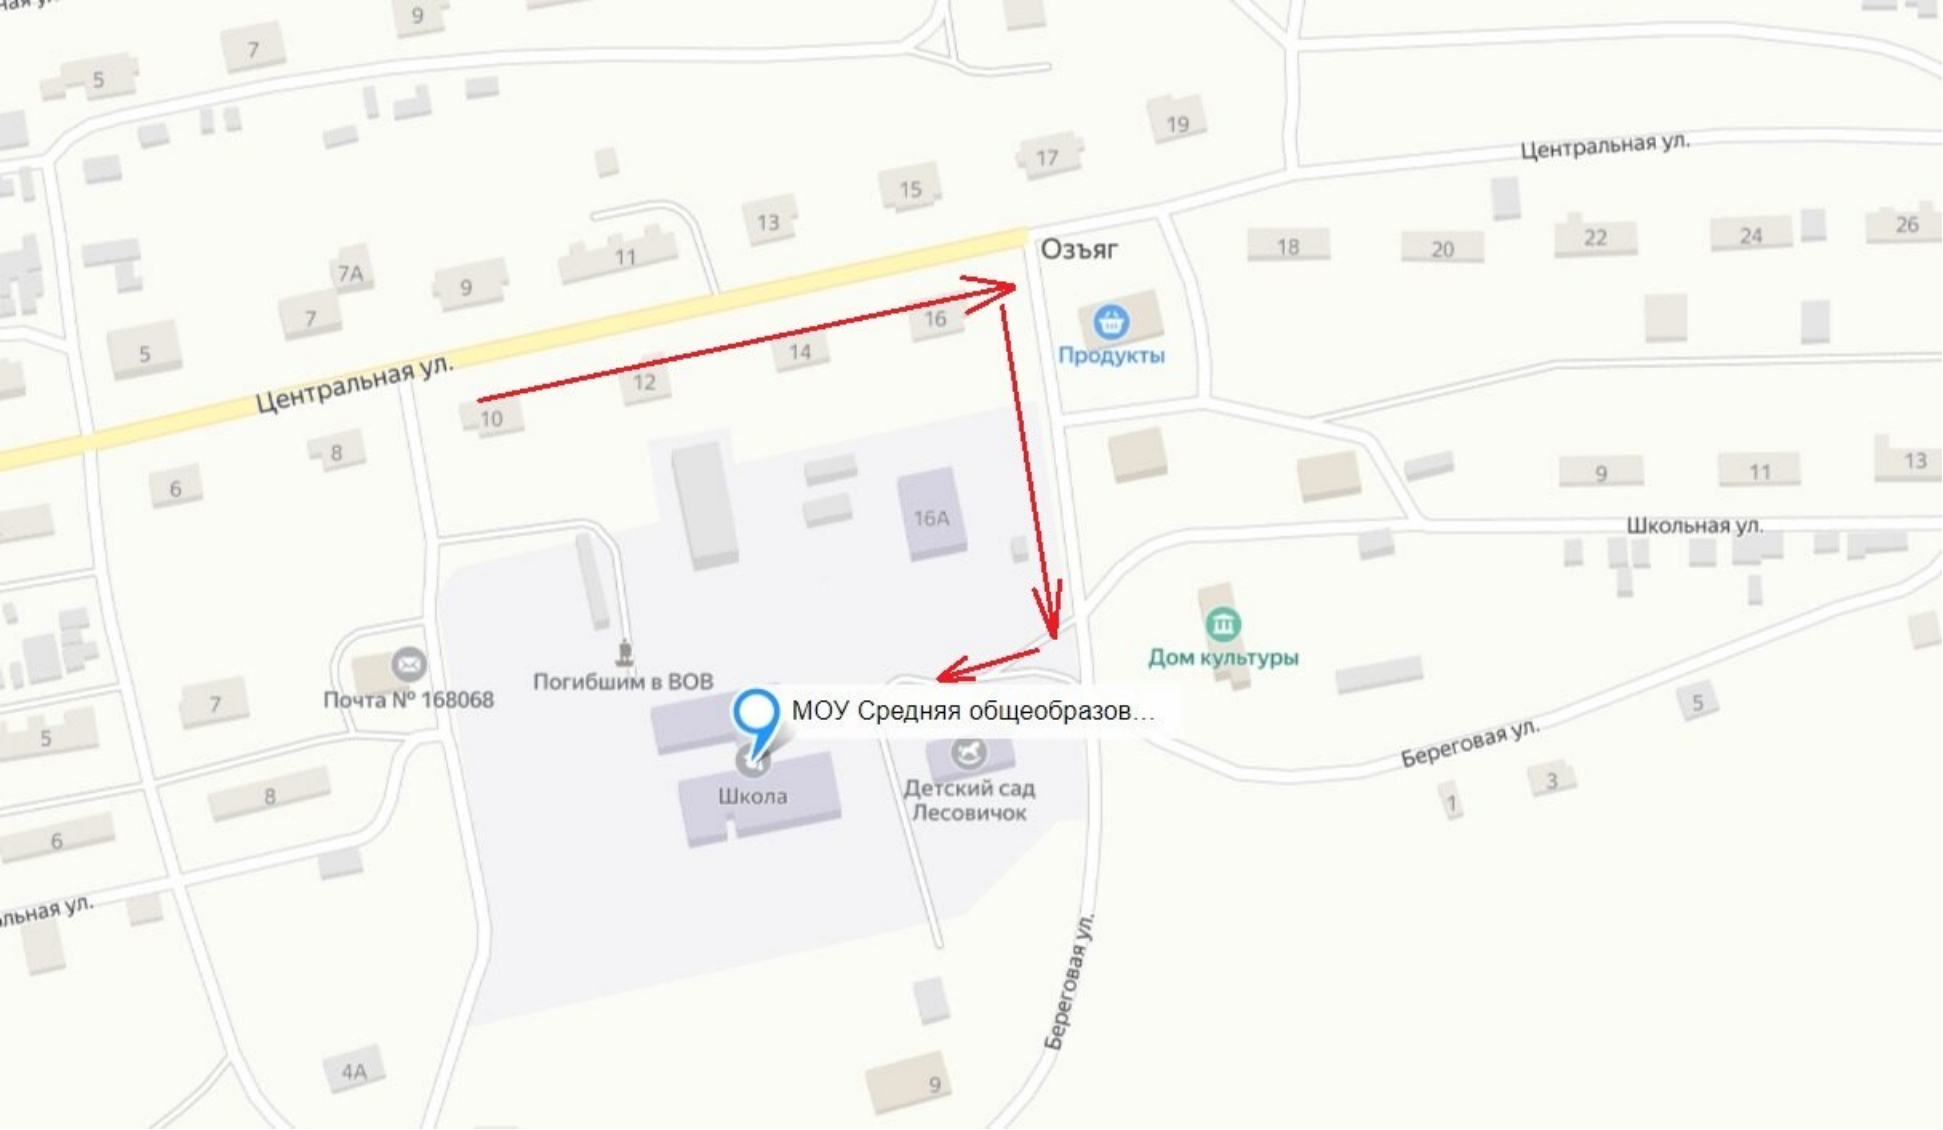 9
7
5
19
17
Центральная ул.
15
13
26
11
Озъяг
24
22
18
20
7А
9
7
16
Продукты
5
14
12
Центральная ул.
10
8
13
9
11
6
16А
Школьная ул.
Дом культуры
Погибшим в ВОВ
Почта № 168068
7
5
МОУ Средняя общеобразов...
5
Береговая ул.
3
Школа
Детский сад
Лесовичок
8
1
6
Береговая ул.
4А
9